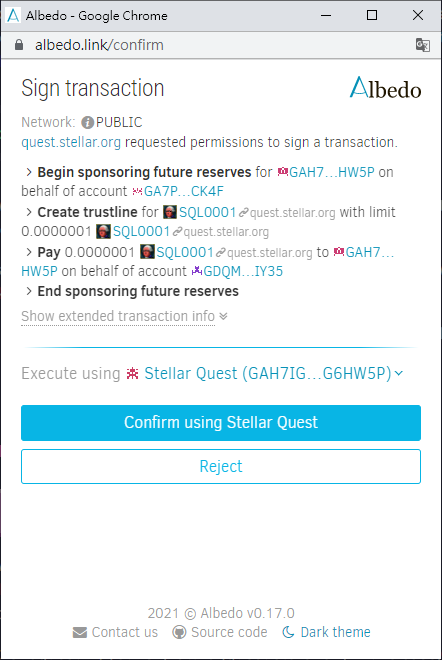 Albedo - Google Chrome
albedo.link/confirm
Sign transaction
Albedo
Network: PUBLIC
quest.stellar.org requested permissions to sign a transaction.
Begin sponsoring future reserves for GAH7…HW5P on
behalf of account GA7P…CK4F
Create trustline for SQL0001 quest.stellar.org with limit
0.0000001 SQL0001 quest.stellar.org
Pay 0.0000001 SQL0001 quest.stellar.org to GAH7…
HW5P on behalf of account GDQM…IY35
End sponsoring future reserves
Show extended transaction info
Execute using Stellar Quest (GAH7IG…G6HW5P)
Confirm using Stellar Quest
Reject
2021 © Albedo v0.17.0
Contact us Source code Dark theme